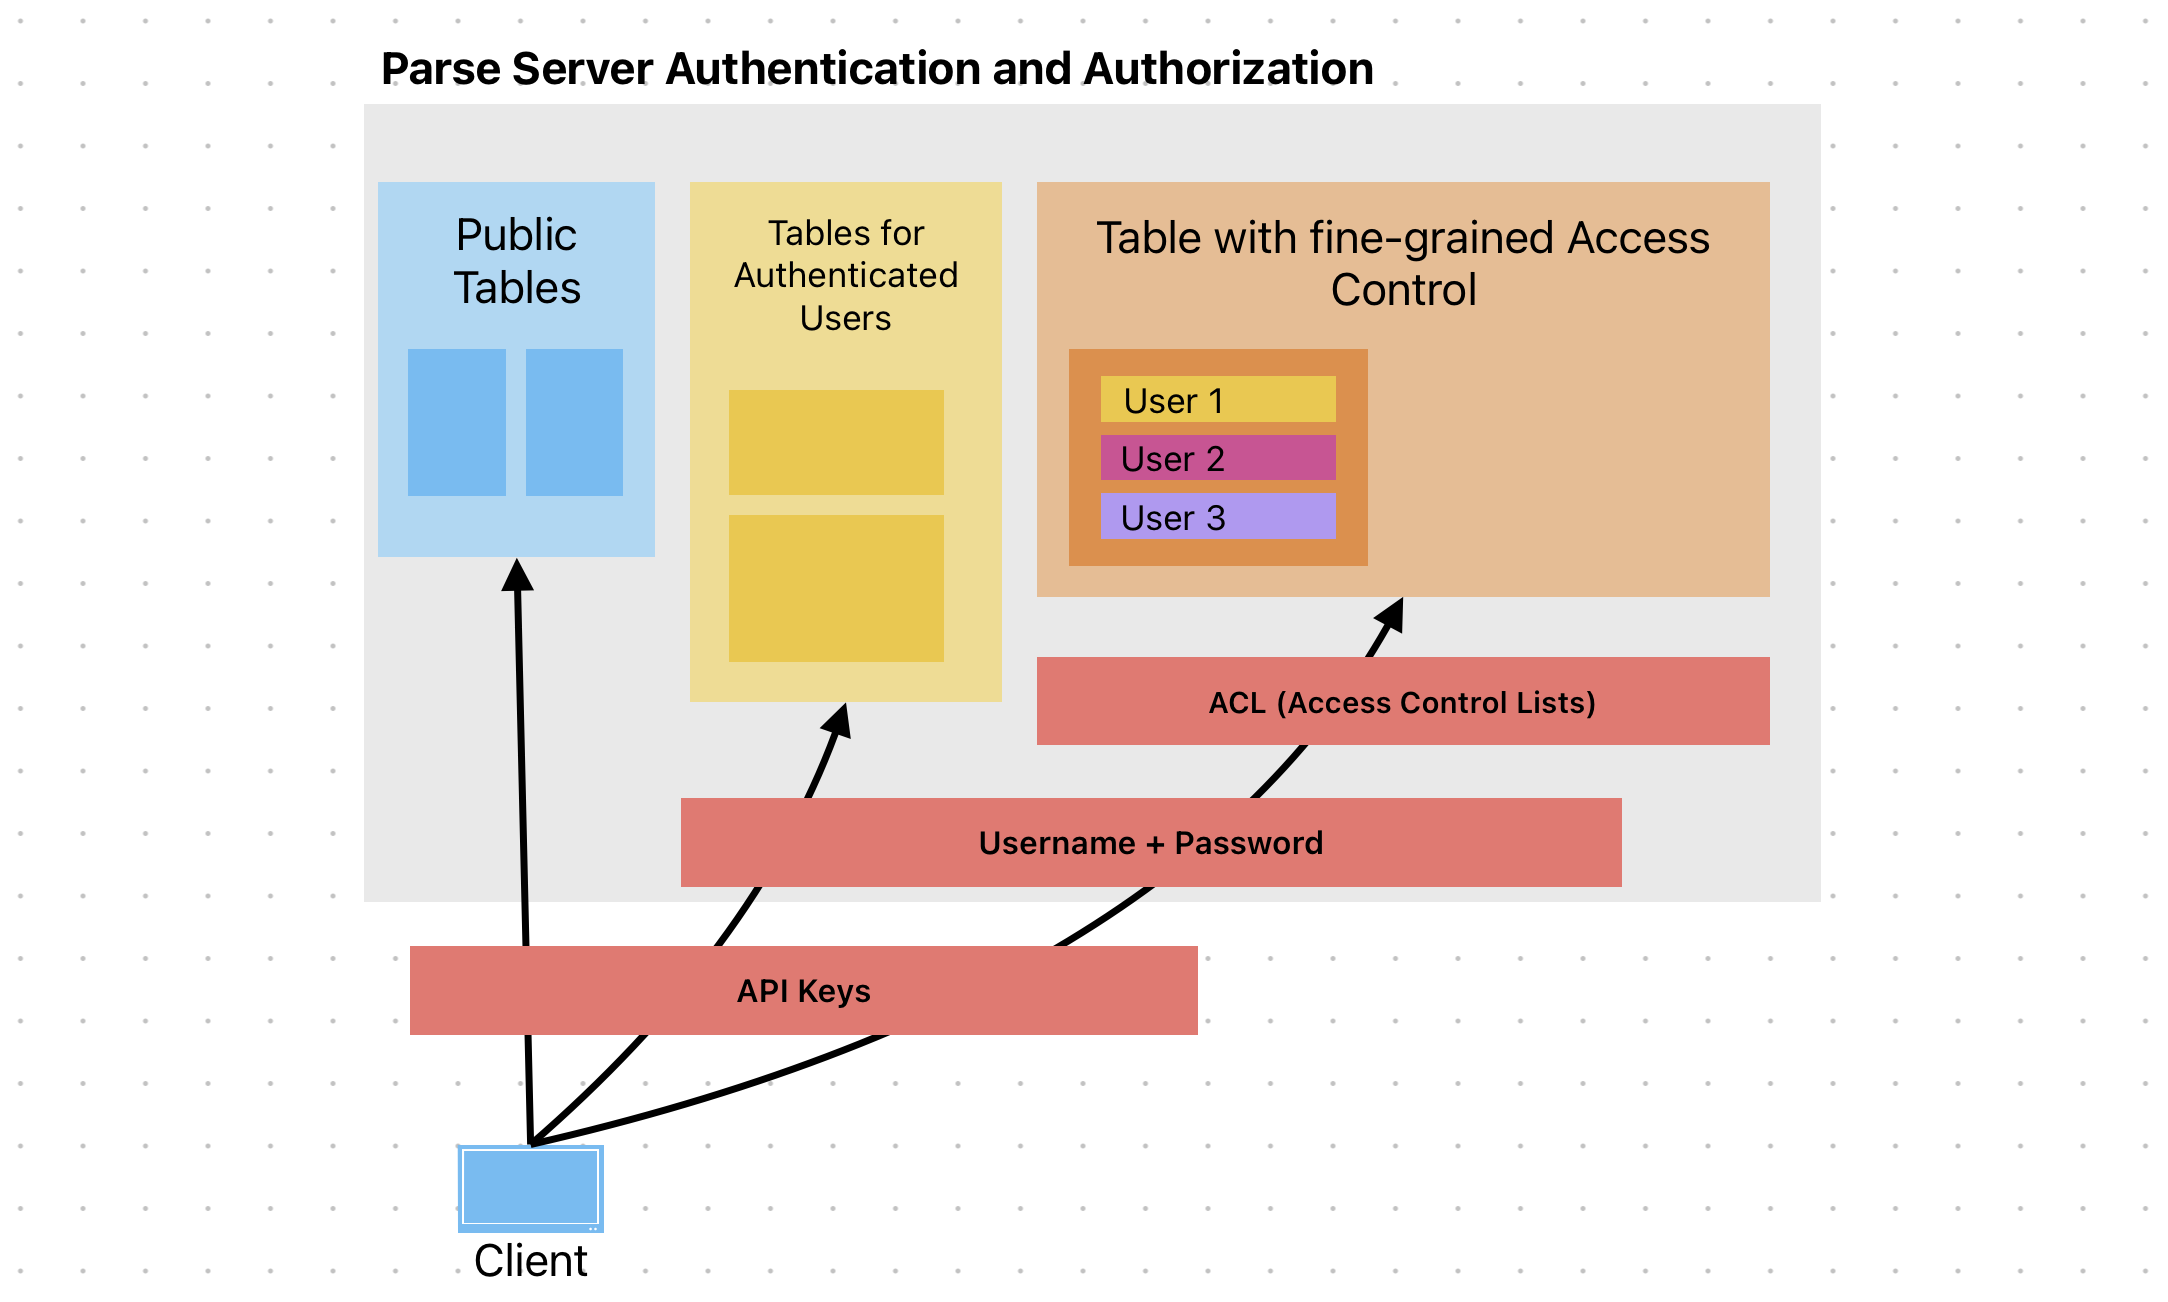 Parse Server Authentication and Authorization
Public
Tables
Tables for
Authenticated
Users
Table with fine-grained Access
Control
User 1
User 2
User 3
ACL (Access Control Lists)
Username + Password
API Keys
Client